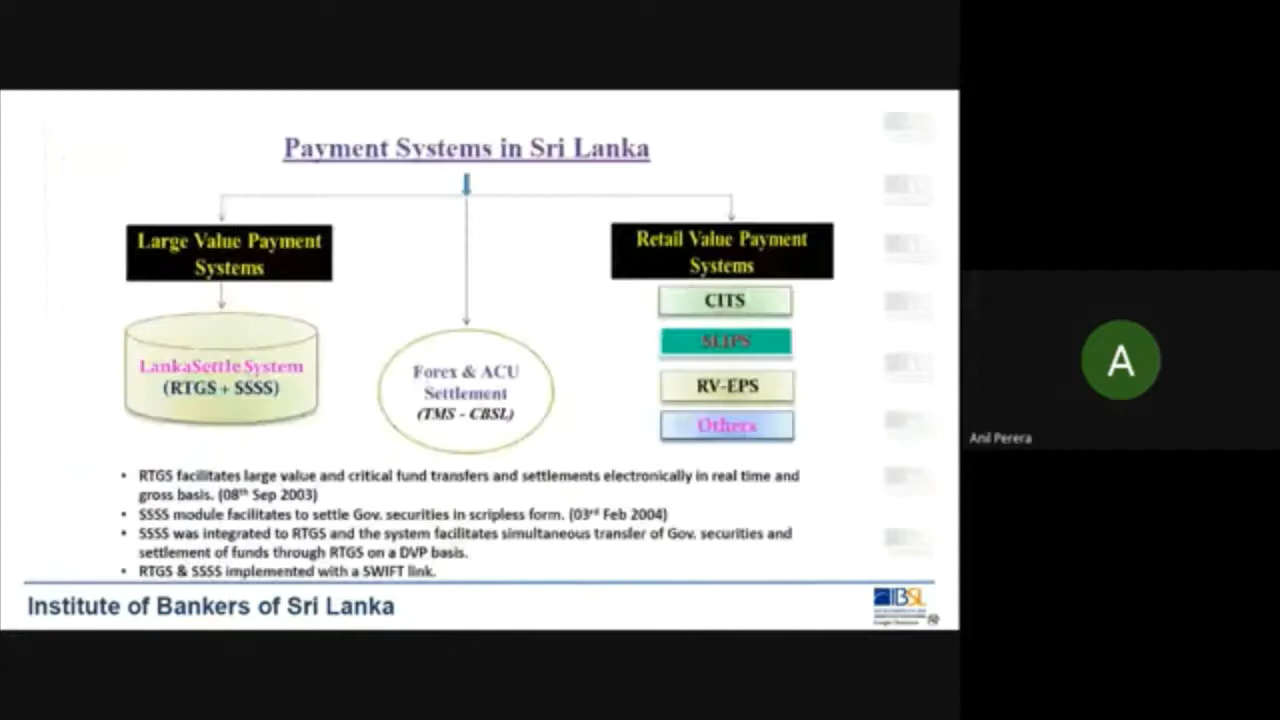 Payment Systems in Sri Lanka
Large Value Payment
Systems
Retail Value Payment
Systems
CITS
SLIPS
RV-EPS
Others
LankaSettle System
(RTGS + SSSS)
Forex & ACU
Settlement
(TMS - CBSL)
• RTGS facilitates large value and critical fund transfers and settlements electronically in real time and
gross basis. (08th Sep 2003)
• SSSS module facilitates to settle Gov. securities in scripless form. (03rd Feb 2004)
• SSSS was integrated to RTGS and the system facilitates simultaneous transfer of Gov. securities and
settlement of funds through RTGS on a DVP basis.
• RTGS & SSSS implemented with a SWIFT link.
Institute of Bankers of Sri Lanka
IBSL
A
Anil Perera